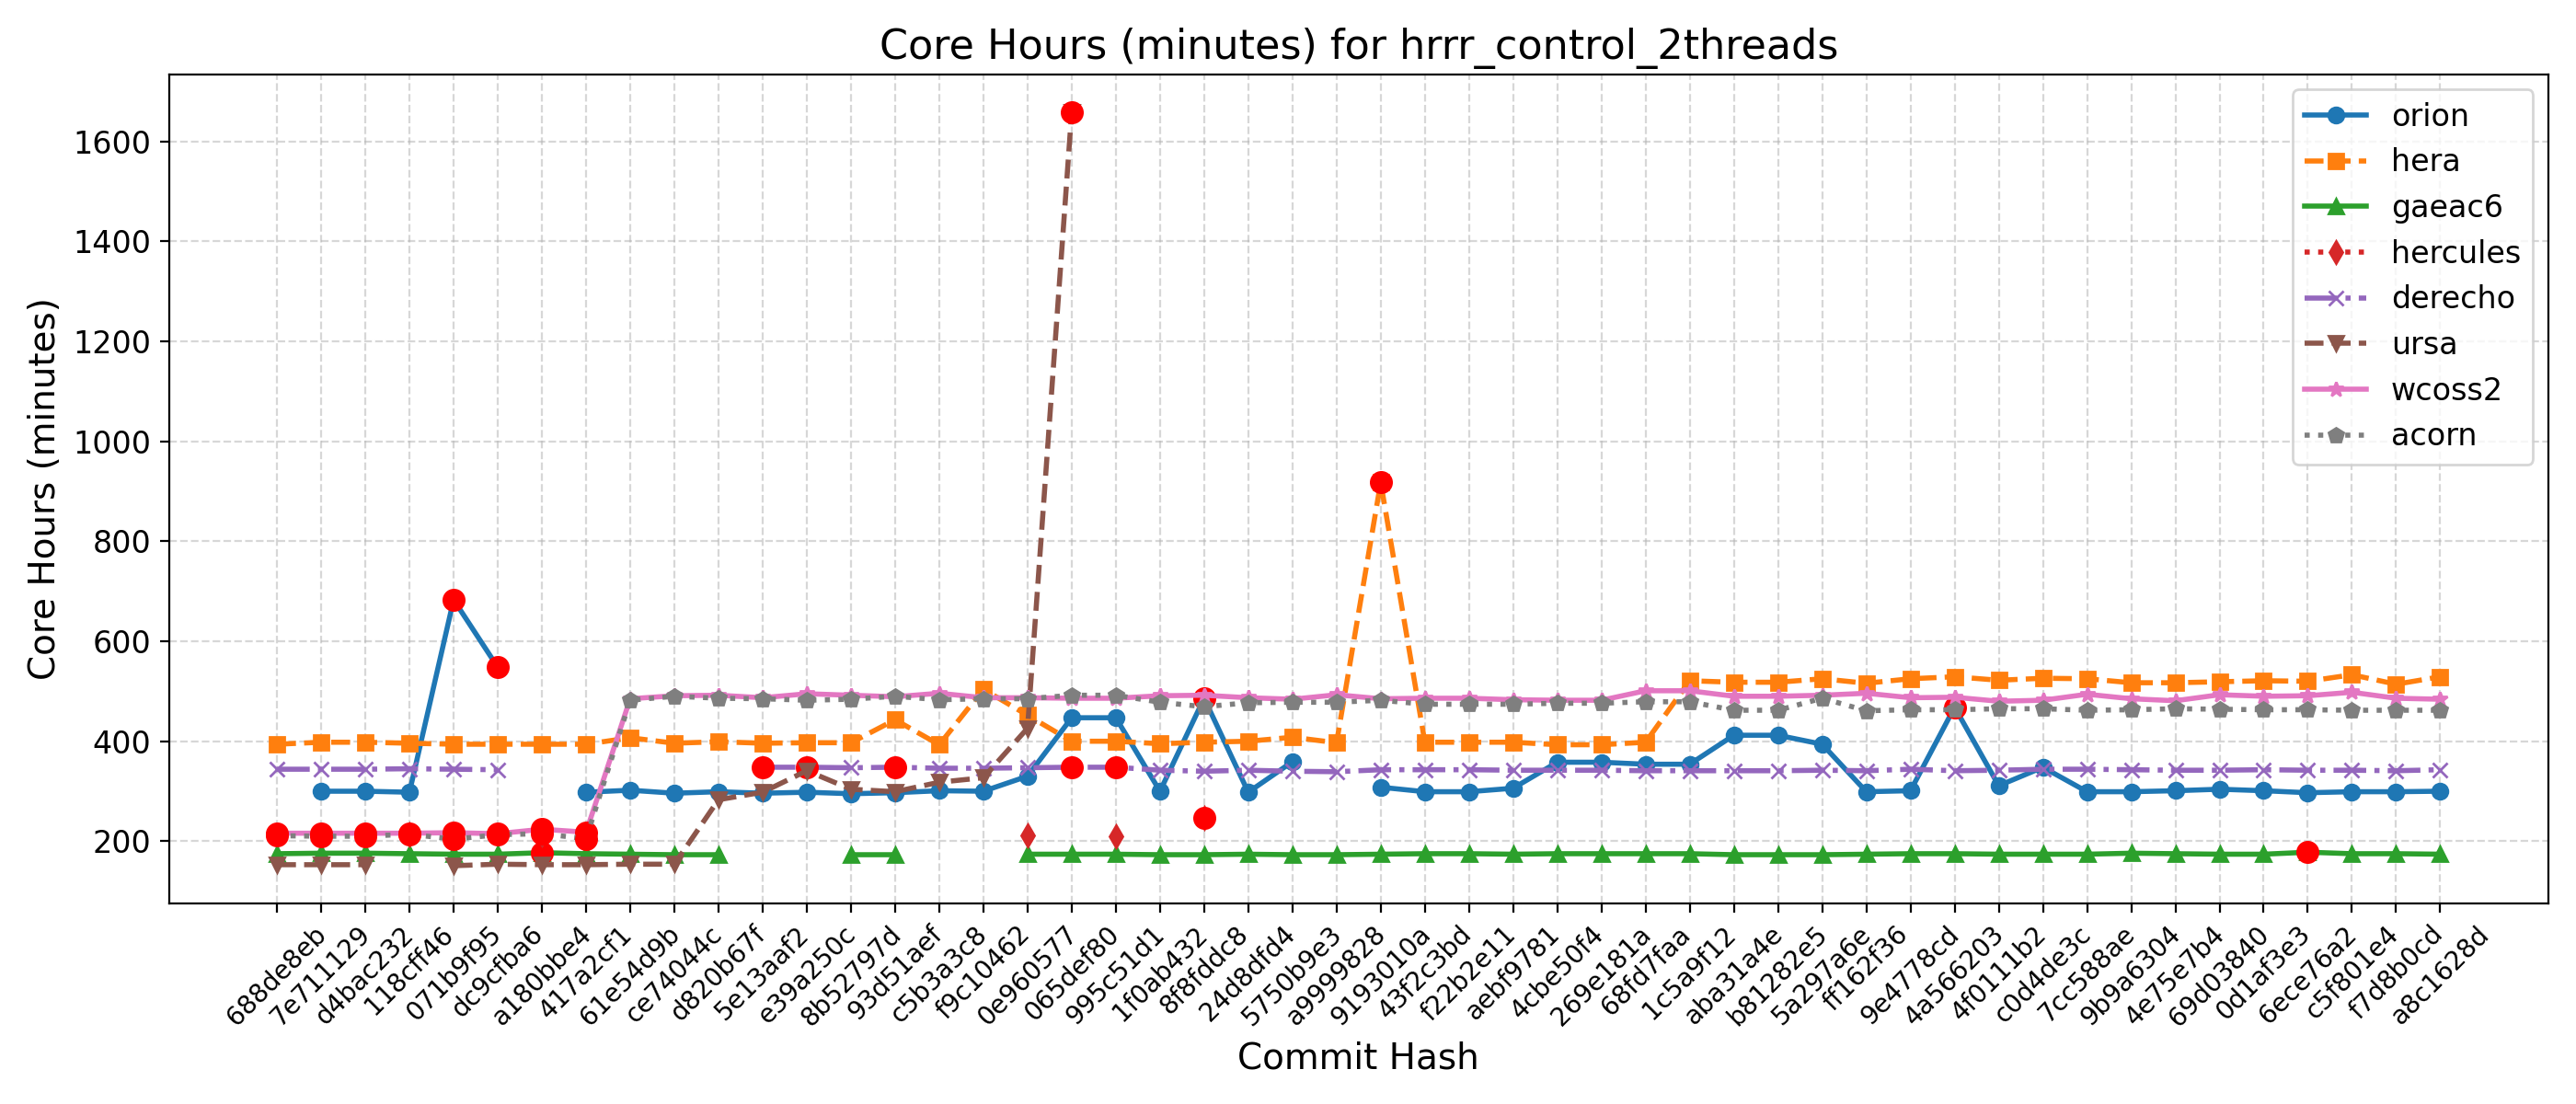 Core Hours (minutes) for hrrr_control_2threads
Core Hours (minutes)
1600
1400
1200
1000
800
600
400
200
orion
hera
gaeac6
hercules
derecho
ursa
wcoss2
acorn
688de8eb
7e711129
d4bac232
118cff46
071b9f95
dc9cfba6
a180bbe4
417a2cf1
61e54d9b
ce74044c
d820b67f
5e13aaf2
e39a250c
8b52797d
93d51aef
c5b3a3c8
f9c10462
0e960577
065def80
995c51d1
1f0ab432
8f8fddc8
24d8dfd4
5750b9e3
a9999828
9193010a
43f2c3bd
f22b2e11
aebf9781
4cbe50f4
269e181a
68fd7faa
1c5a9f12
aba31a4e
b81282e5
5a297a6e
ff162f36
9e4778cd
4a566203
4f0111b2
c0d4de3c
7cc588ae
9b9a6304
4e75e7b4
69d03840
0d1af3e3
6ece76a2
c5f801e4
f7d8b0cd
a8c1628d
Commit Hash